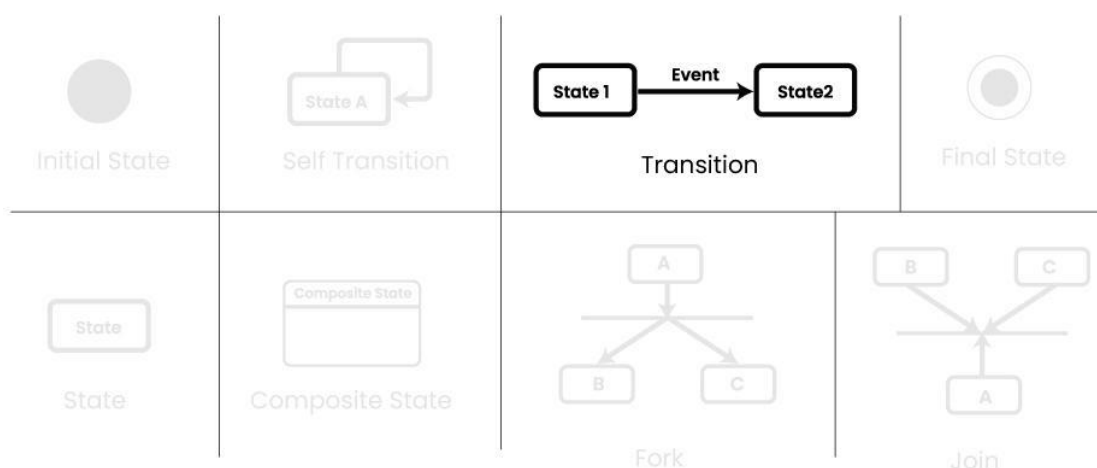 Event
State 1
State2
State A
Initial State
Self Transition
Transition
Final State
A
B
C
Composite State
State
B
C
A
State
Composite State
Fork
Join